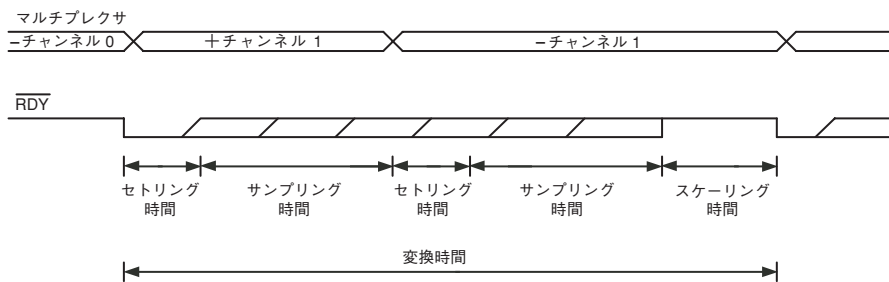 マルチプレクサ
−チャンネル 0
＋チャンネル 1
−チャンネル 1
RDY
セトリング
時間
サンプリング
時間
セトリング
時間
サンプリング
時間
スケーリング
時間
変換時間